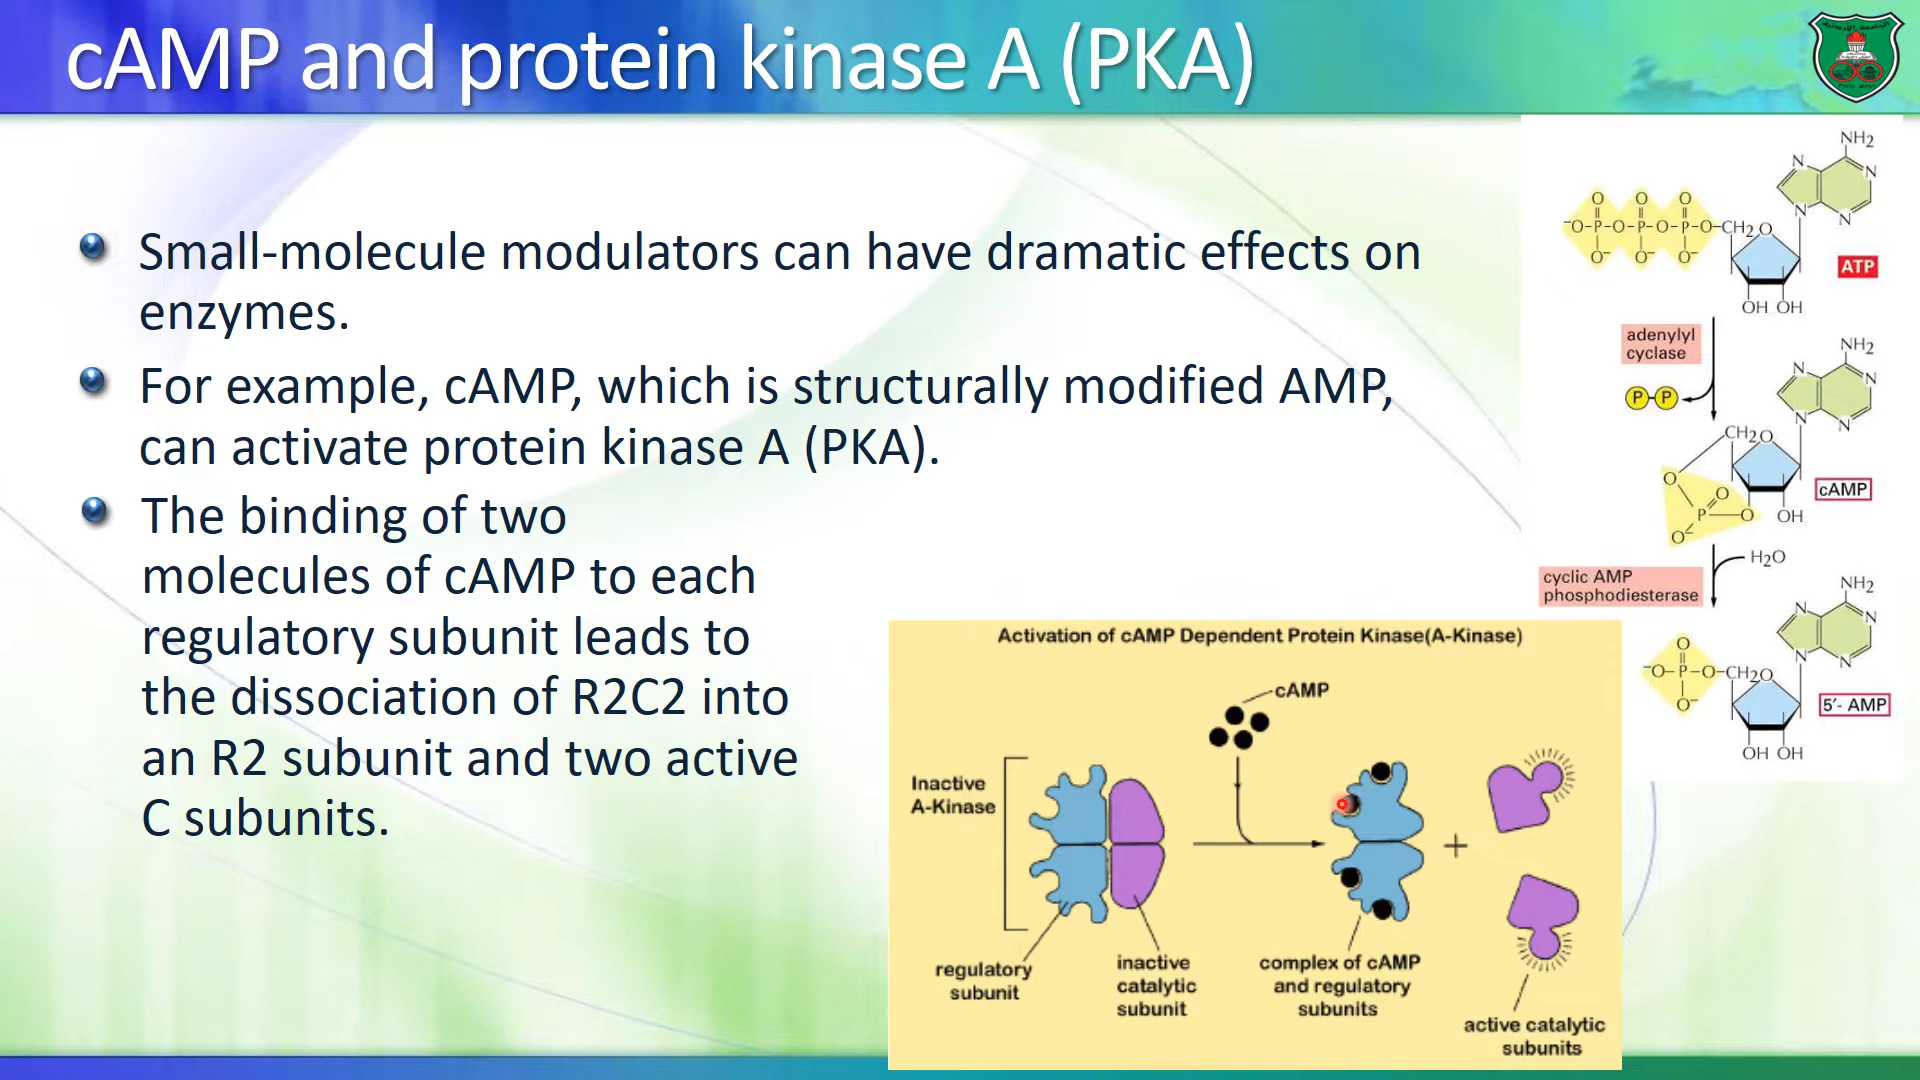 cAMP and protein kinase A (PKA)
Small-molecule modulators can have dramatic effects on
enzymes.
For example, cAMP, which is structurally modified AMP,
can activate protein kinase A (PKA).
The binding of two
molecules of cAMP to each
regulatory subunit leads to
the dissociation of R2C2 into
an R2 subunit and two active
C subunits.
NH2
N
N
N
N
O O O
⁻O-P-O-P-O-P-O-CH2
O
O⁻ O⁻ O⁻
OH OH
ATP
adenylyl
cyclase
P-P
NH2
N
N
N
N
CH2
O
O
O
P
O
O⁻
OH
cAMP
H2O
cyclic AMP
phosphodiesterase
NH2
N
N
N
N
O
⁻O-P-O-CH2
O
O⁻
OH OH
5'- AMP
Activation of cAMP Dependent Protein Kinase(A-Kinase)
cAMP
Inactive
A-Kinase
+
regulatory
subunit
inactive
catalytic
subunit
complex of cAMP
and regulatory
subunits
active catalytic
subunits